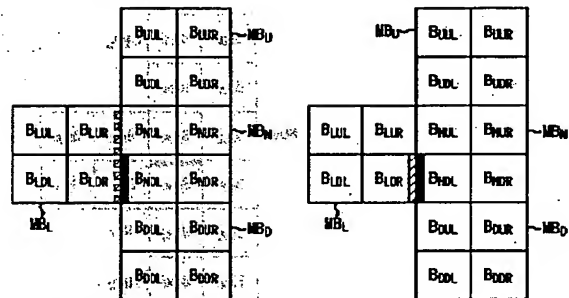 BUUL BUUR MBU MBU BUUL BUUR
BUDL BUDR BUDL BUDR
BLUL BLUR BNUL BNUR MBN BLUL BLUR BNUL BNUR MBN
BLDL BLDR BNDL BNDR BLDL BLDR BNDL BNDR
MBL BDUL BDUR MBD MBL BDUL BDUR MBD
BDDL BDDR BDDL BDDR